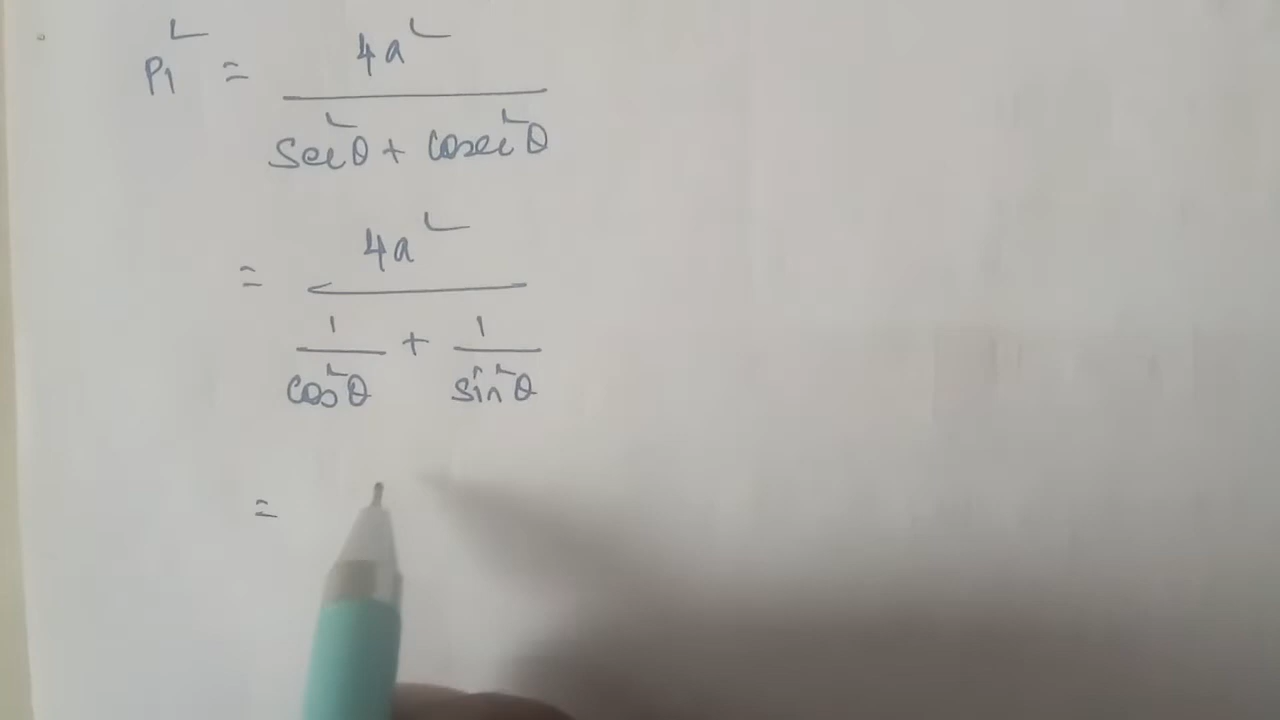 P₁² = 4a² / (sec²θ + cosec²θ)
= 4a² / (1/cos²θ + 1/sin²θ)
=